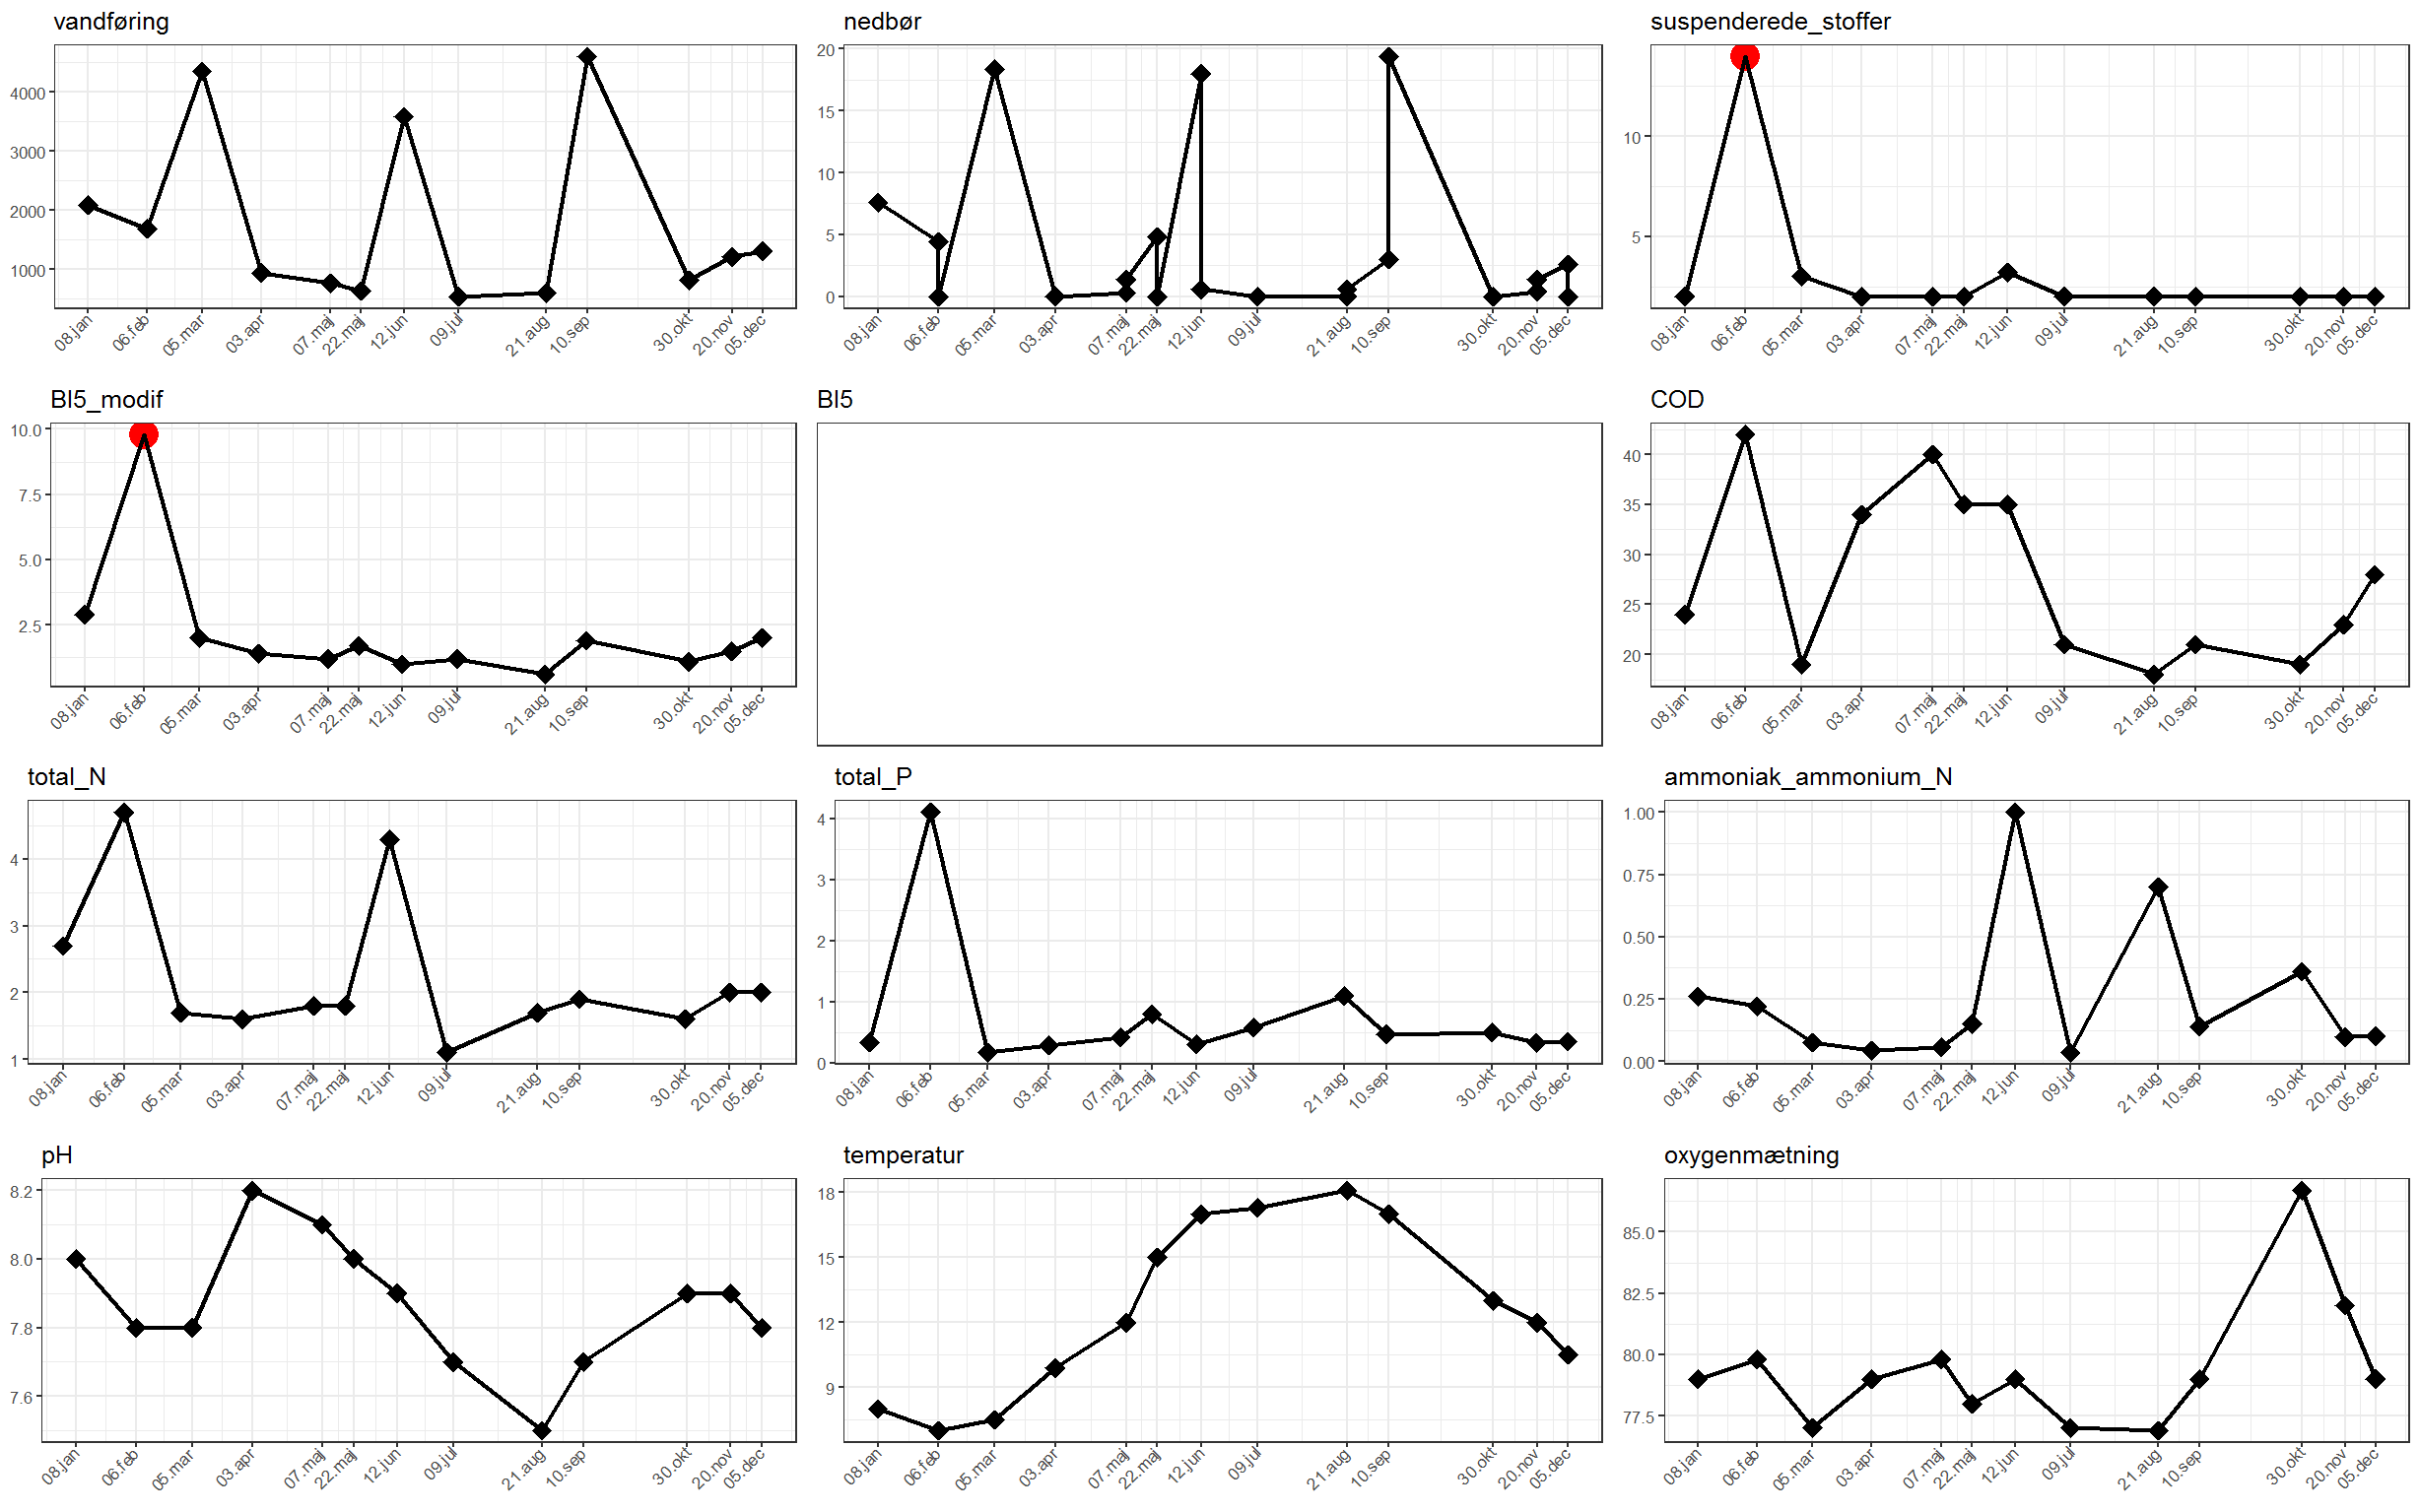 vandføring
4000
3000
2000
1000
08.jan 06.feb 05.mar 03.apr 07.maj 22.maj 12.jun 09.jul 21.aug 10.sep 30.okt 20.nov 05.dec
nedbør
20
15
10
5
0
08.jan 06.feb 05.mar 03.apr 07.maj 22.maj 12.jun 09.jul 21.aug 10.sep 30.okt 20.nov 05.dec
suspenderede_stoffer
10
5
08.jan 06.feb 05.mar 03.apr 07.maj 22.maj 12.jun 09.jul 21.aug 10.sep 30.okt 20.nov 05.dec
BI5_modif
10.0
7.5
5.0
2.5
08.jan 06.feb 05.mar 03.apr 07.maj 22.maj 12.jun 09.jul 21.aug 10.sep 30.okt 20.nov 05.dec
BI5
COD
40
35
30
25
20
08.jan 06.feb 05.mar 03.apr 07.maj 22.maj 12.jun 09.jul 21.aug 10.sep 30.okt 20.nov 05.dec
total_N
4
3
2
1
08.jan 06.feb 05.mar 03.apr 07.maj 22.maj 12.jun 09.jul 21.aug 10.sep 30.okt 20.nov 05.dec
total_P
4
3
2
1
0
08.jan 06.feb 05.mar 03.apr 07.maj 22.maj 12.jun 09.jul 21.aug 10.sep 30.okt 20.nov 05.dec
ammoniak_ammonium_N
1.00
0.75
0.50
0.25
0.00
08.jan 06.feb 05.mar 03.apr 07.maj 22.maj 12.jun 09.jul 21.aug 10.sep 30.okt 20.nov 05.dec
pH
8.2
8.0
7.8
7.6
08.jan 06.feb 05.mar 03.apr 07.maj 22.maj 12.jun 09.jul 21.aug 10.sep 30.okt 20.nov 05.dec
temperatur
18
15
12
9
08.jan 06.feb 05.mar 03.apr 07.maj 22.maj 12.jun 09.jul 21.aug 10.sep 30.okt 20.nov 05.dec
oxygenmætning
85.0
82.5
80.0
77.5
08.jan 06.feb 05.mar 03.apr 07.maj 22.maj 12.jun 09.jul 21.aug 10.sep 30.okt 20.nov 05.dec